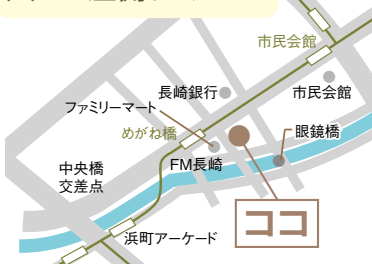 市民会館
長崎銀行
市民会館
ファミリーマート
めがね橋
眼鏡橋
FM長崎
中央橋
交差点
ココ
浜町アーケード